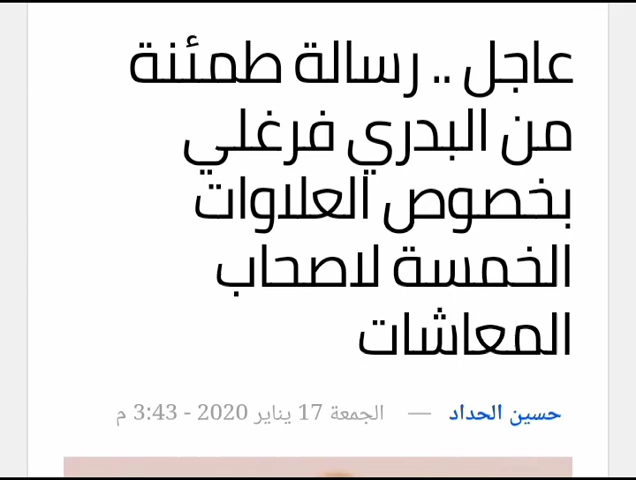 عاجل .. رسالة طمئنة
من البدري فرغلي
بخصوص العلاوات
الخمسة لاصحاب
المعاشات
حسين الحداد — الجمعة 17 يناير 2020 - 3:43 م